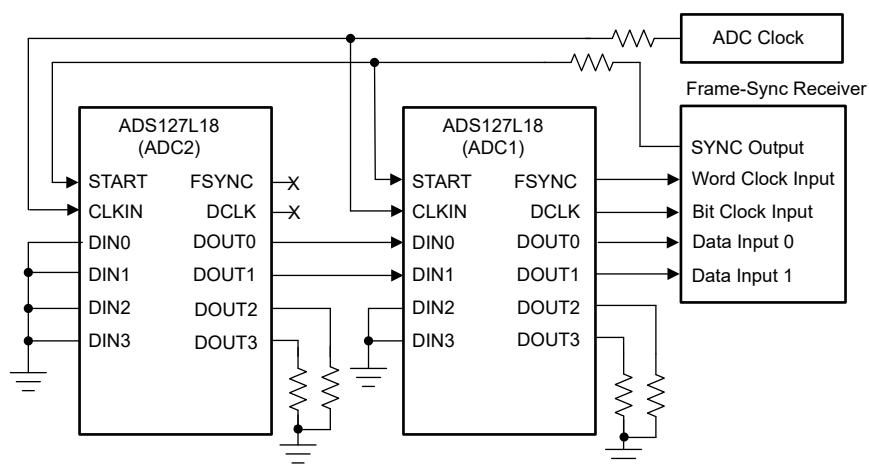 ADC Clock
Frame-Sync Receiver
ADS127L18
(ADC2)
START
FSYNC
X
CLKIN
DCLK
X
DIN0
DOUT0
DIN1
DOUT1
DIN2
DOUT2
DIN3
DOUT3
ADS127L18
(ADC1)
START
FSYNC
CLKIN
DCLK
DIN0
DOUT0
DIN1
DOUT1
DIN2
DOUT2
DIN3
DOUT3
SYNC Output
Word Clock Input
Bit Clock Input
Data Input 0
Data Input 1